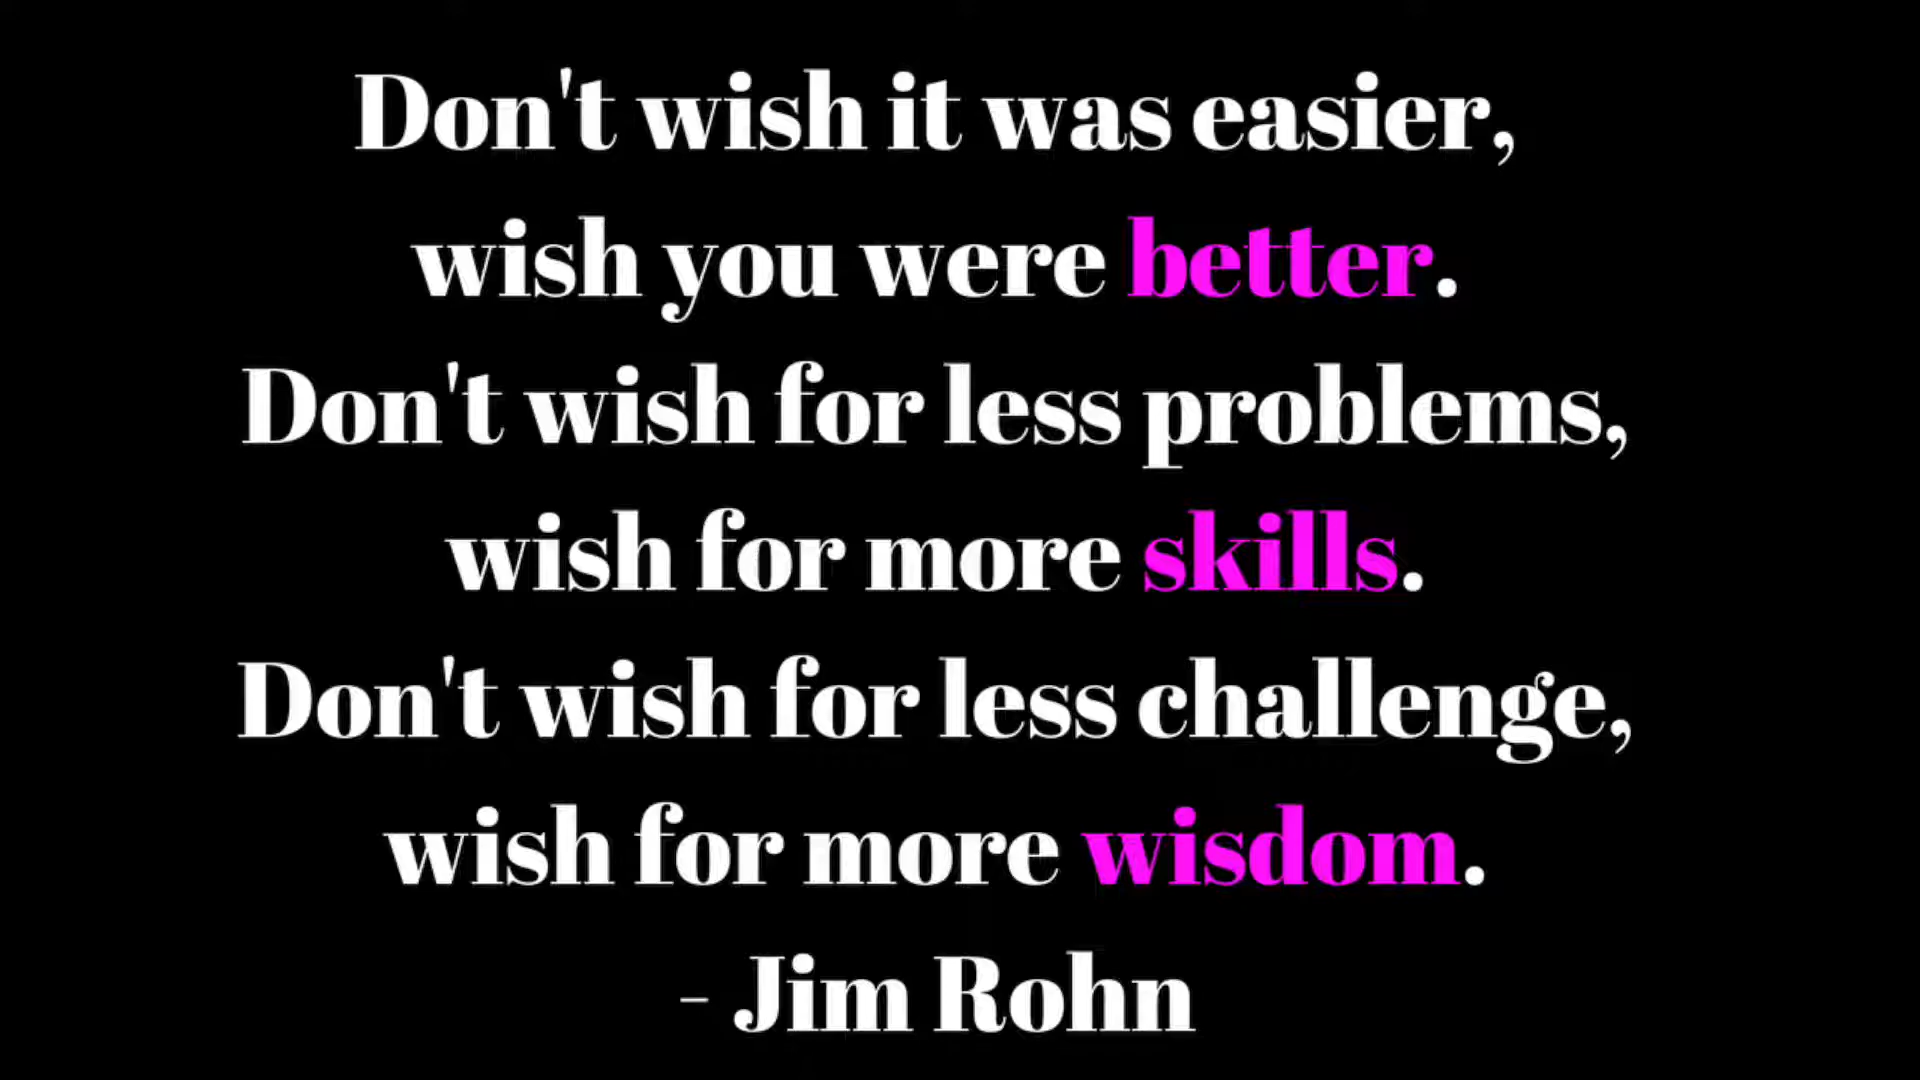 Don't wish it was easier,
wish you were better.
Don't wish for less problems,
wish for more skills.
Don't wish for less challenge,
wish for more wisdom.
- Jim Rohn